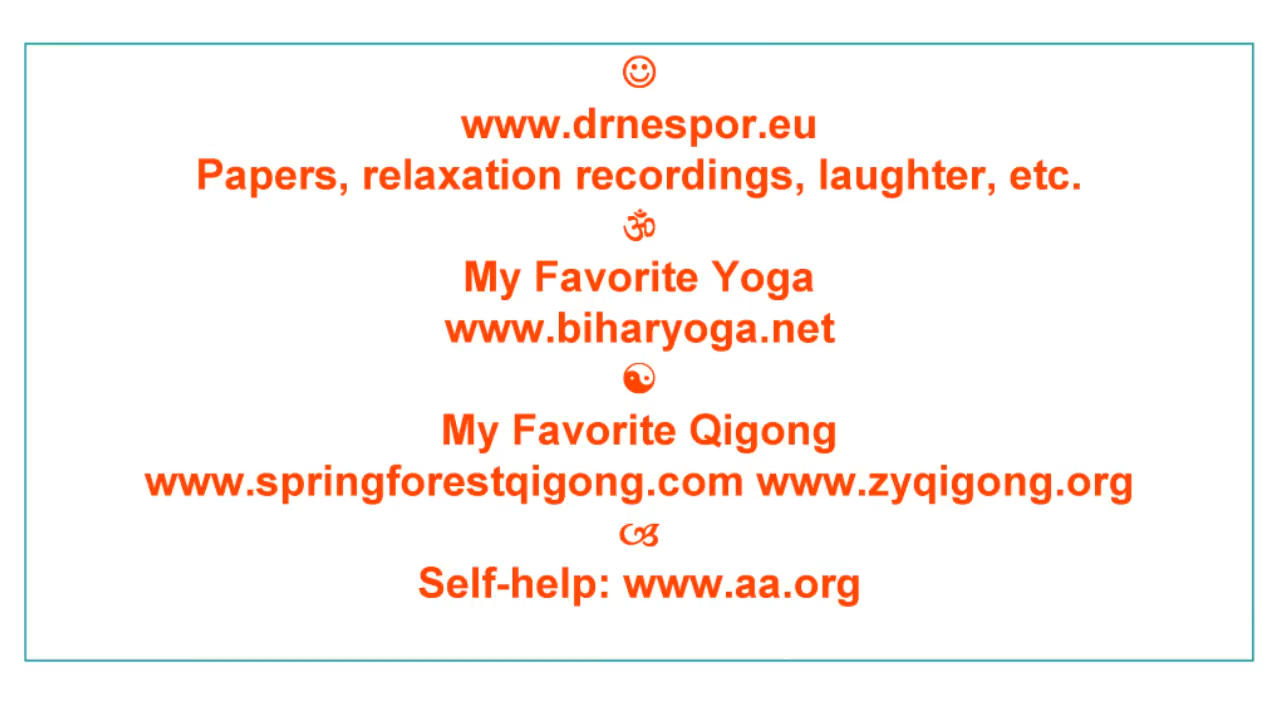 ☺
www.drnespor.eu
Papers, relaxation recordings, laughter, etc.
ॐ
My Favorite Yoga
www.biharyoga.net
☯
My Favorite Qigong
www.springforestqigong.com www.zyqigong.org
Self-help: www.aa.org